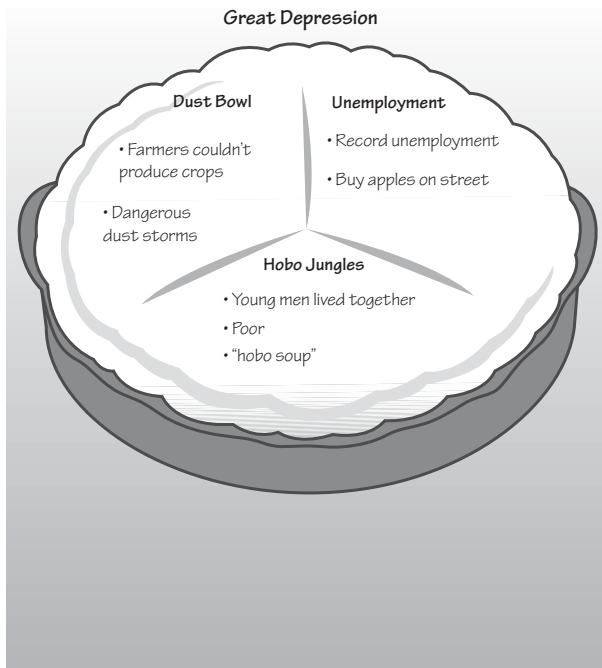 Great Depression
Dust Bowl
• Farmers couldn't
produce crops
• Dangerous
dust storms
Unemployment
• Record unemployment
• Buy apples on street
Hobo Jungles
• Young men lived together
• Poor
• “hobo soup”